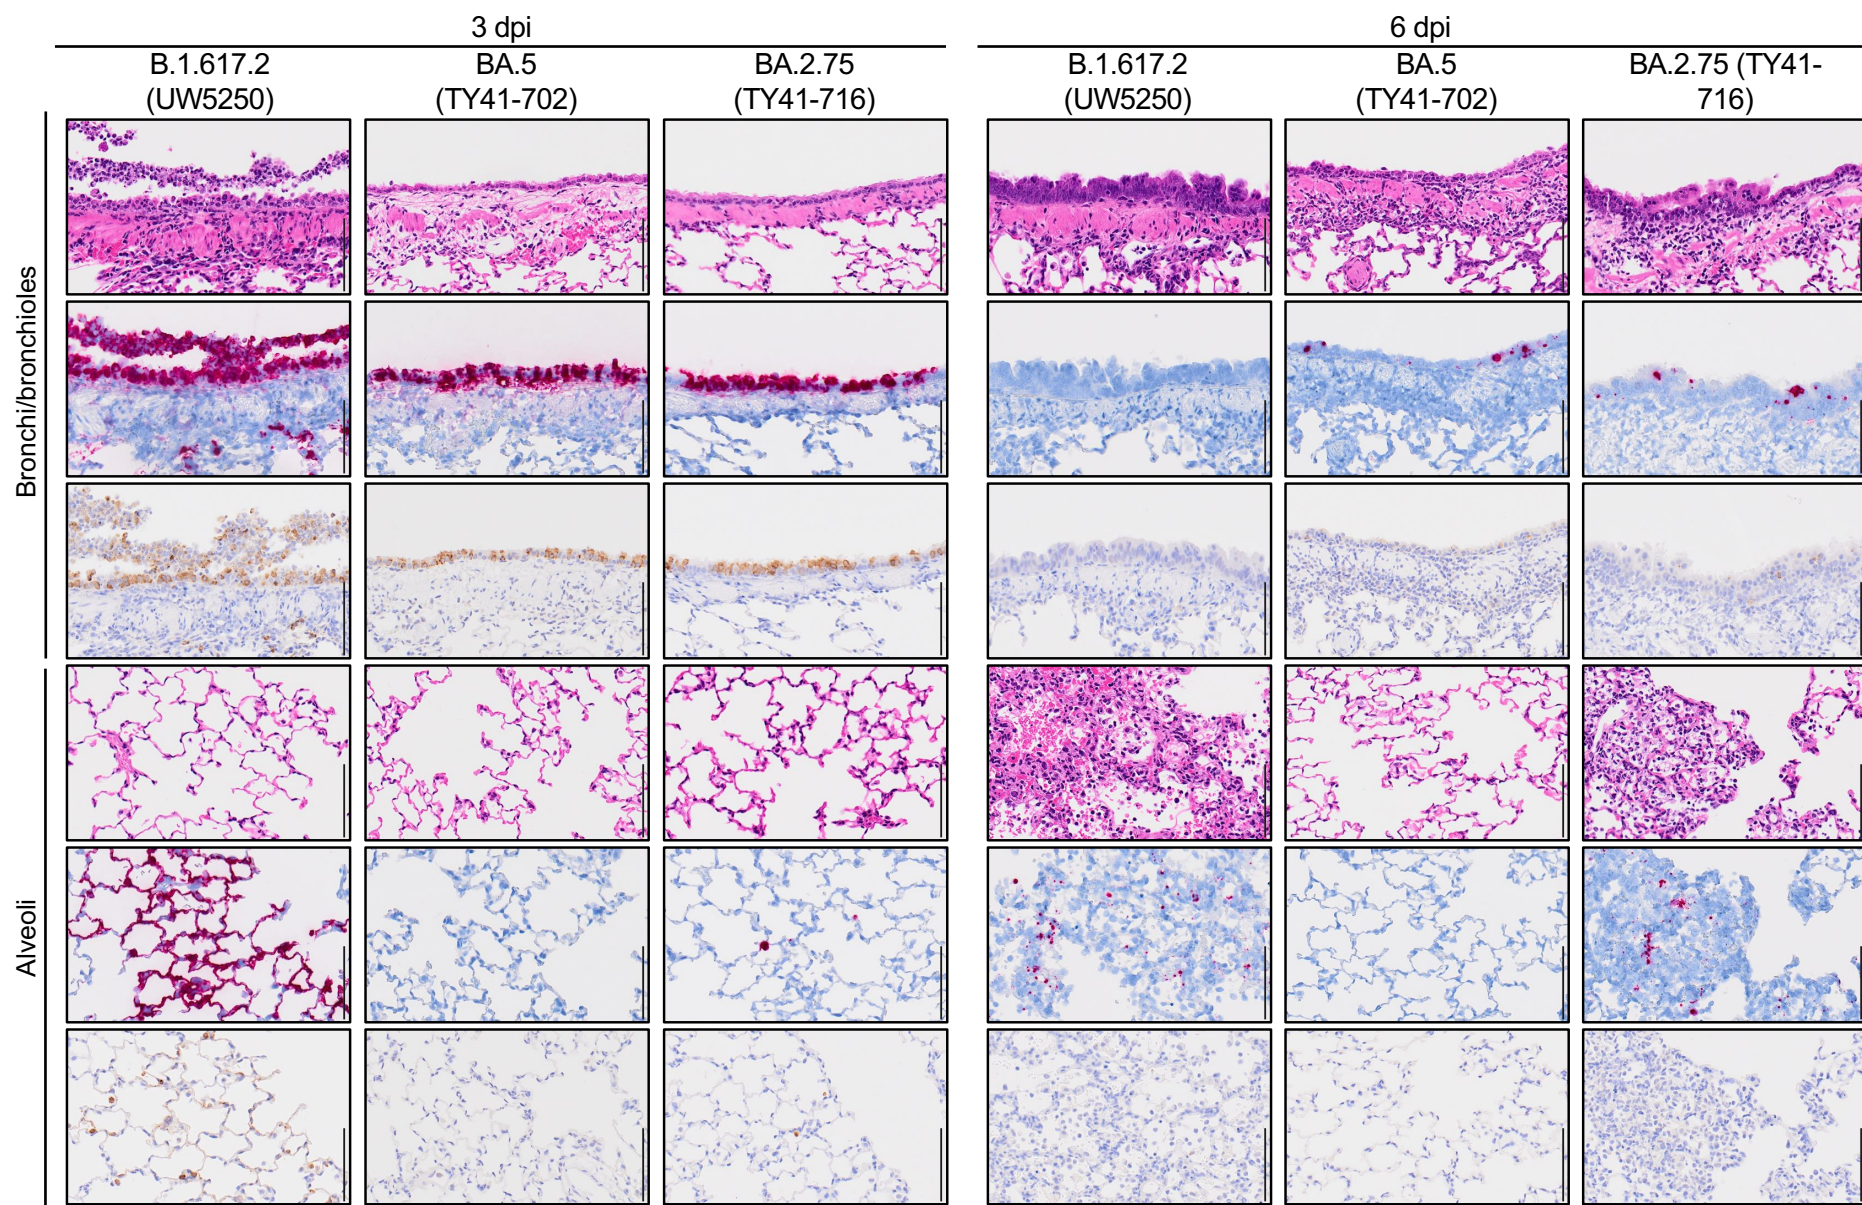 3 dpi
6 dpi
B.1.617.2
(UW5250)
BA.5
(TY41-702)
BA.2.75
(TY41-716)
B.1.617.2
(UW5250)
BA.5
(TY41-702)
BA.2.75 (TY41-
716)
Bronchi/bronchioles
Alveoli